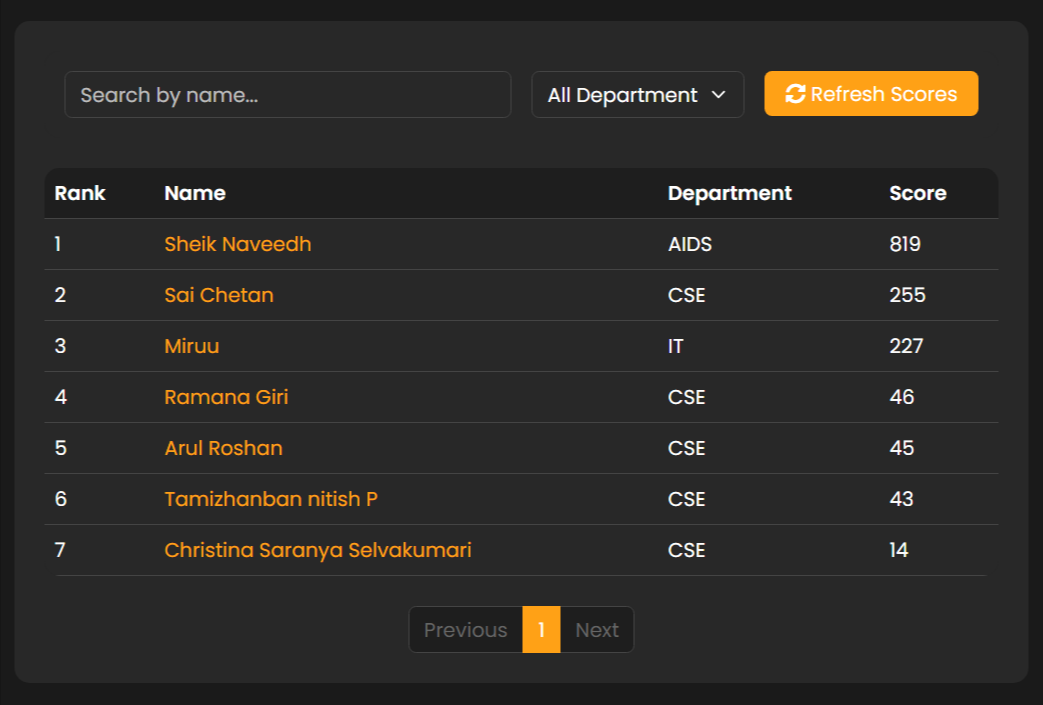 Search by name... All Department Refresh Scores
Rank Name Department Score
1 Sheik Naveedh AIDS 819
2 Sai Chetan CSE 255
3 Miruu IT 227
4 Ramana Giri CSE 46
5 Arul Roshan CSE 45
6 Tamizhanban nitish P CSE 43
7 Christina Saranya Selvakumari CSE 14
Previous 1 Next